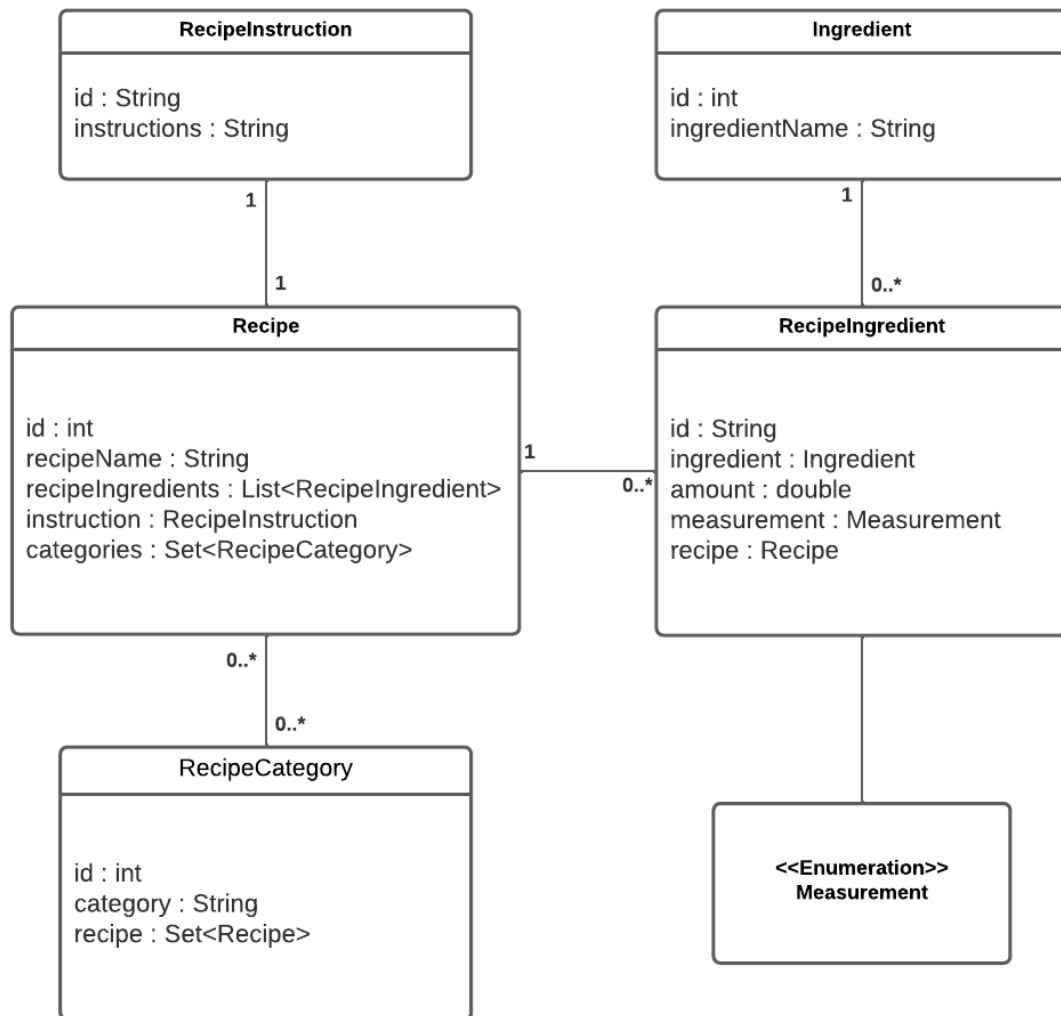 RecipeInstruction
id : String
instructions : String
1
1
Ingredient
id : int
ingredientName : String
1
0..*
Recipe
id : int
recipeName : String
recipeIngredients : List<RecipeIngredient>
instruction : RecipeInstruction
categories : Set<RecipeCategory>
1
0..*
RecipeIngredient
id : String
ingredient : Ingredient
amount : double
measurement : Measurement
recipe : Recipe
0..*
0..*
RecipeCategory
id : int
category : String
recipe : Set<Recipe>
<<Enumeration>>
Measurement